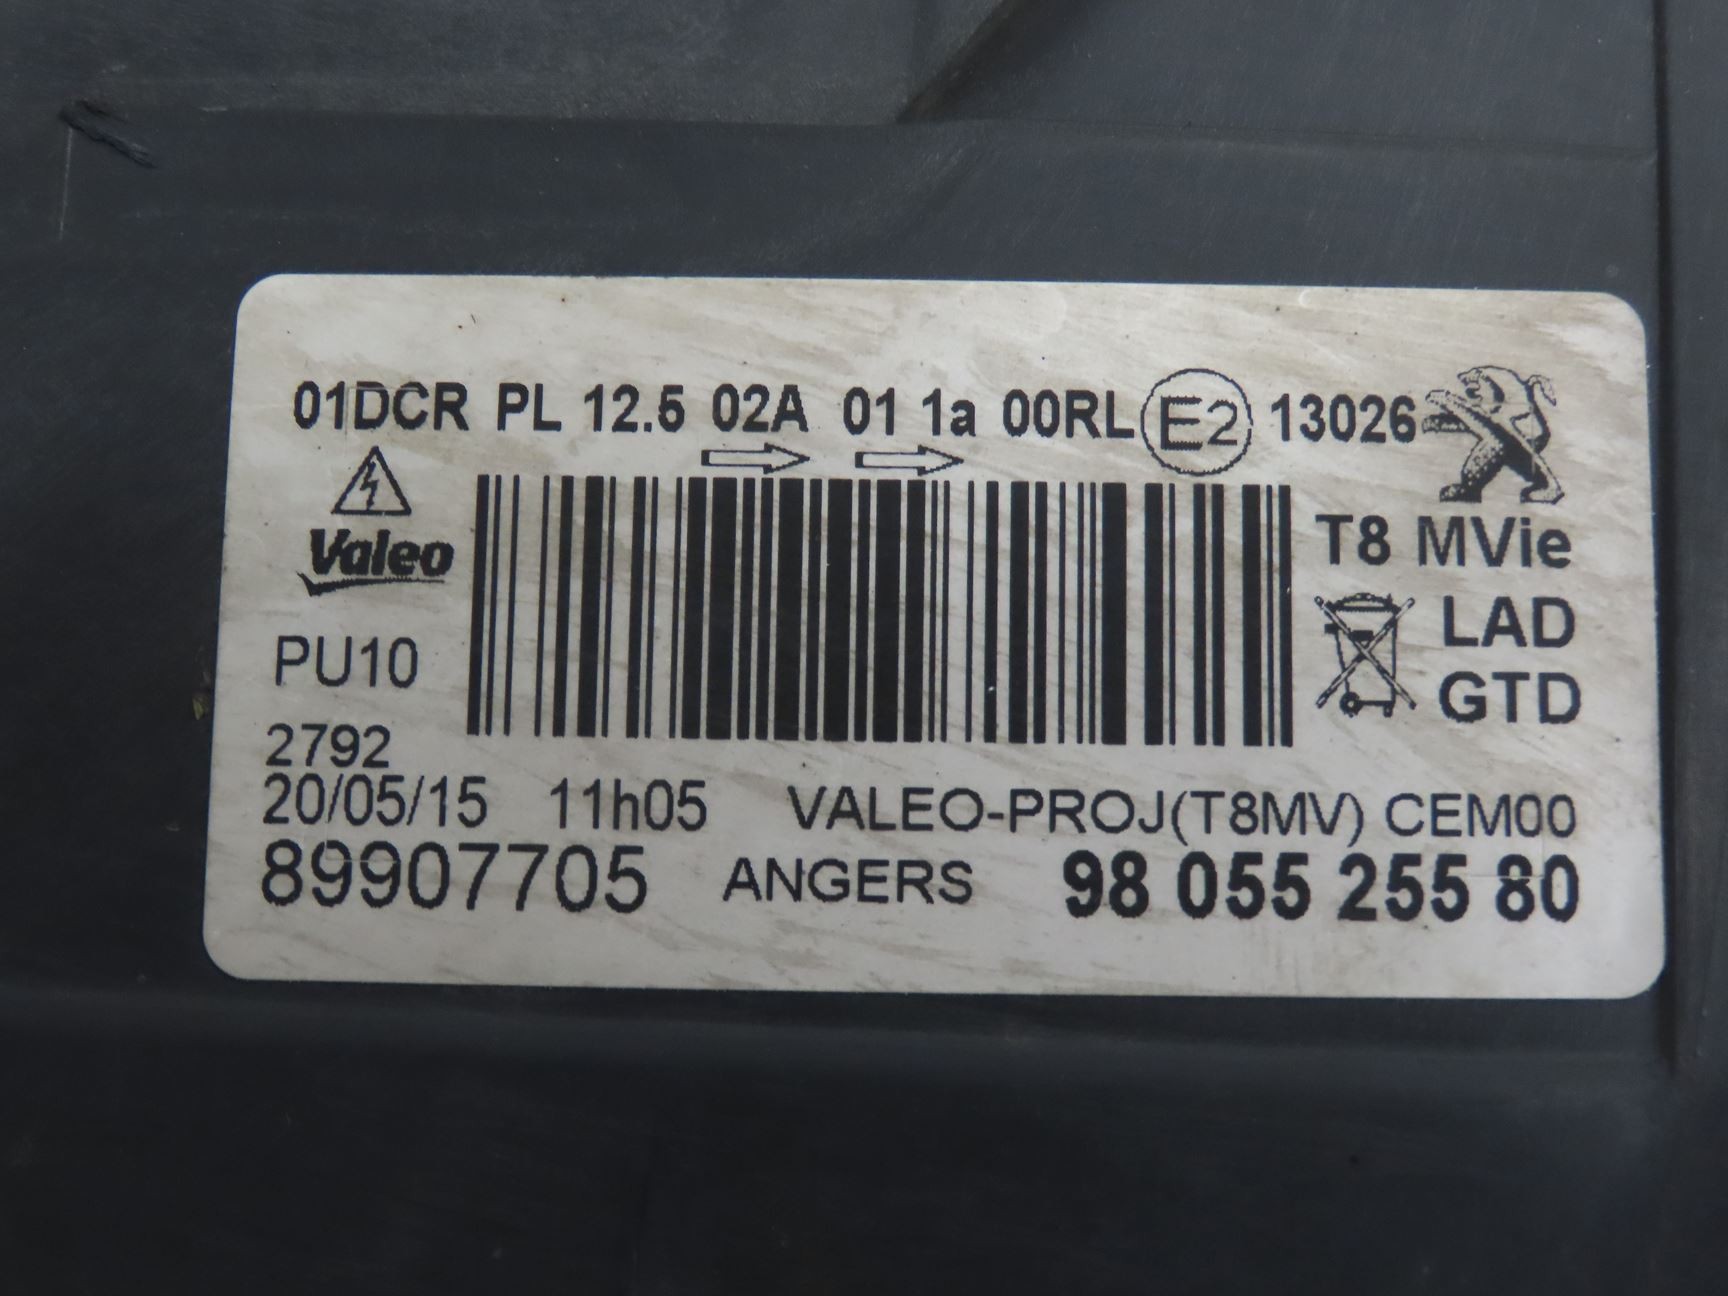 01DCR PL 12.5 02A 01 1a 00RL E2 13026
Valeo
T8 MVie
PU10
LAD
GTD
2792
20/05/15 11h05 VALEO-PROJ(T8MV) CEM00
89907705 ANGERS 98 055 255 80